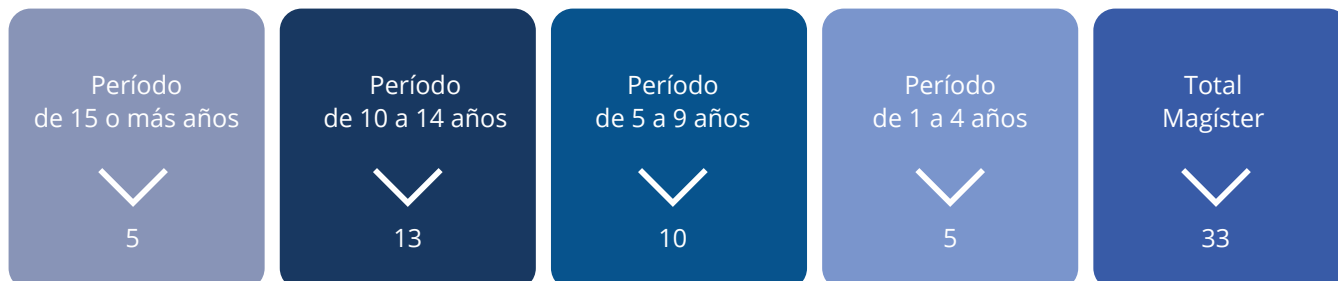 Período
de 15 o más años
5
Período
de 10 a 14 años
13
Período
de 5 a 9 años
10
Período
de 1 a 4 años
5
Total
Magíster
33